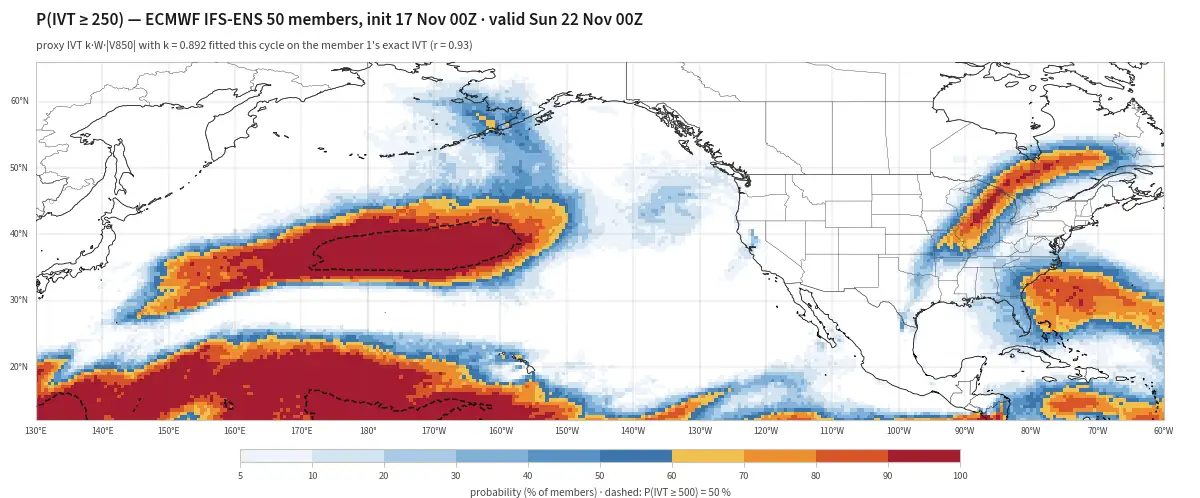 P(IVT ≥ 250) — ECMWF IFS-ENS 50 members, init 17 Nov 00Z · valid Sun 22 Nov 00Z
proxy IVT k·W·|V850| with k = 0.892 fitted this cycle on the member 1's exact IVT (r = 0.93)
60°N
50°N
40°N
30°N
20°N
130°E 140°E 150°E 160°E 170°E 180° 170°W 160°W 150°W 140°W 130°W 120°W 110°W 100°W 90°W 80°W 70°W 60°W
5 10 20 30 40 50 60 70 80 90 100
probability (% of members) · dashed: P(IVT ≥ 500) = 50 %